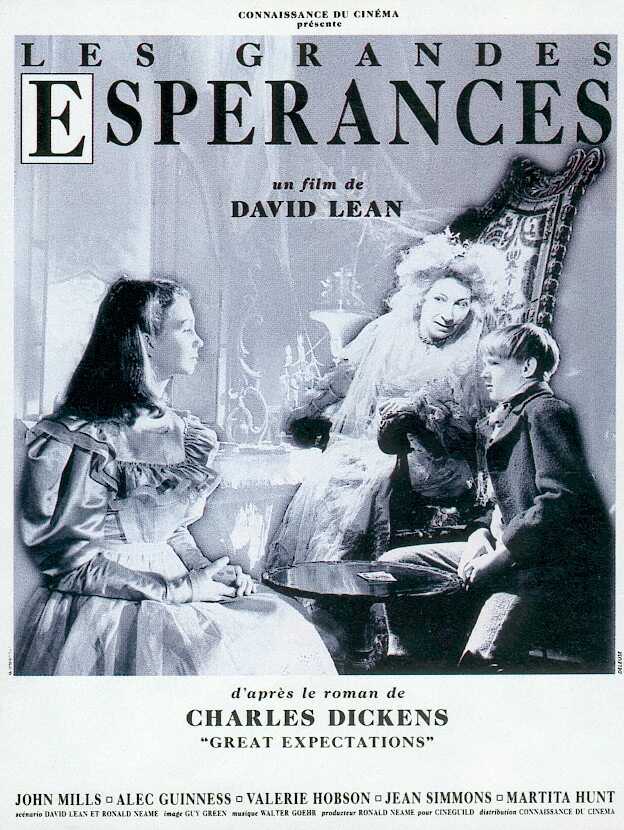 CONNAISSANCE DU CINÉMA
présente
LES GRANDES
ESPERANCES
un film de
DAVID LEAN
DELEUSE
d'après le roman de
CHARLES DICKENS
“GREAT EXPECTATIONS”
JOHN MILLS ▫ ALEC GUINNESS ▫ VALERIE HOBSON ▫ JEAN SIMMONS ▫ MARTITA HUNT
scénario DAVID LEAN ET RONALD NEAME image GUY GREEN musique WALTER GOEHR producteur RONALD NEAME pour CINEGUILD distribution CONNAISSANCE DU CINEMA